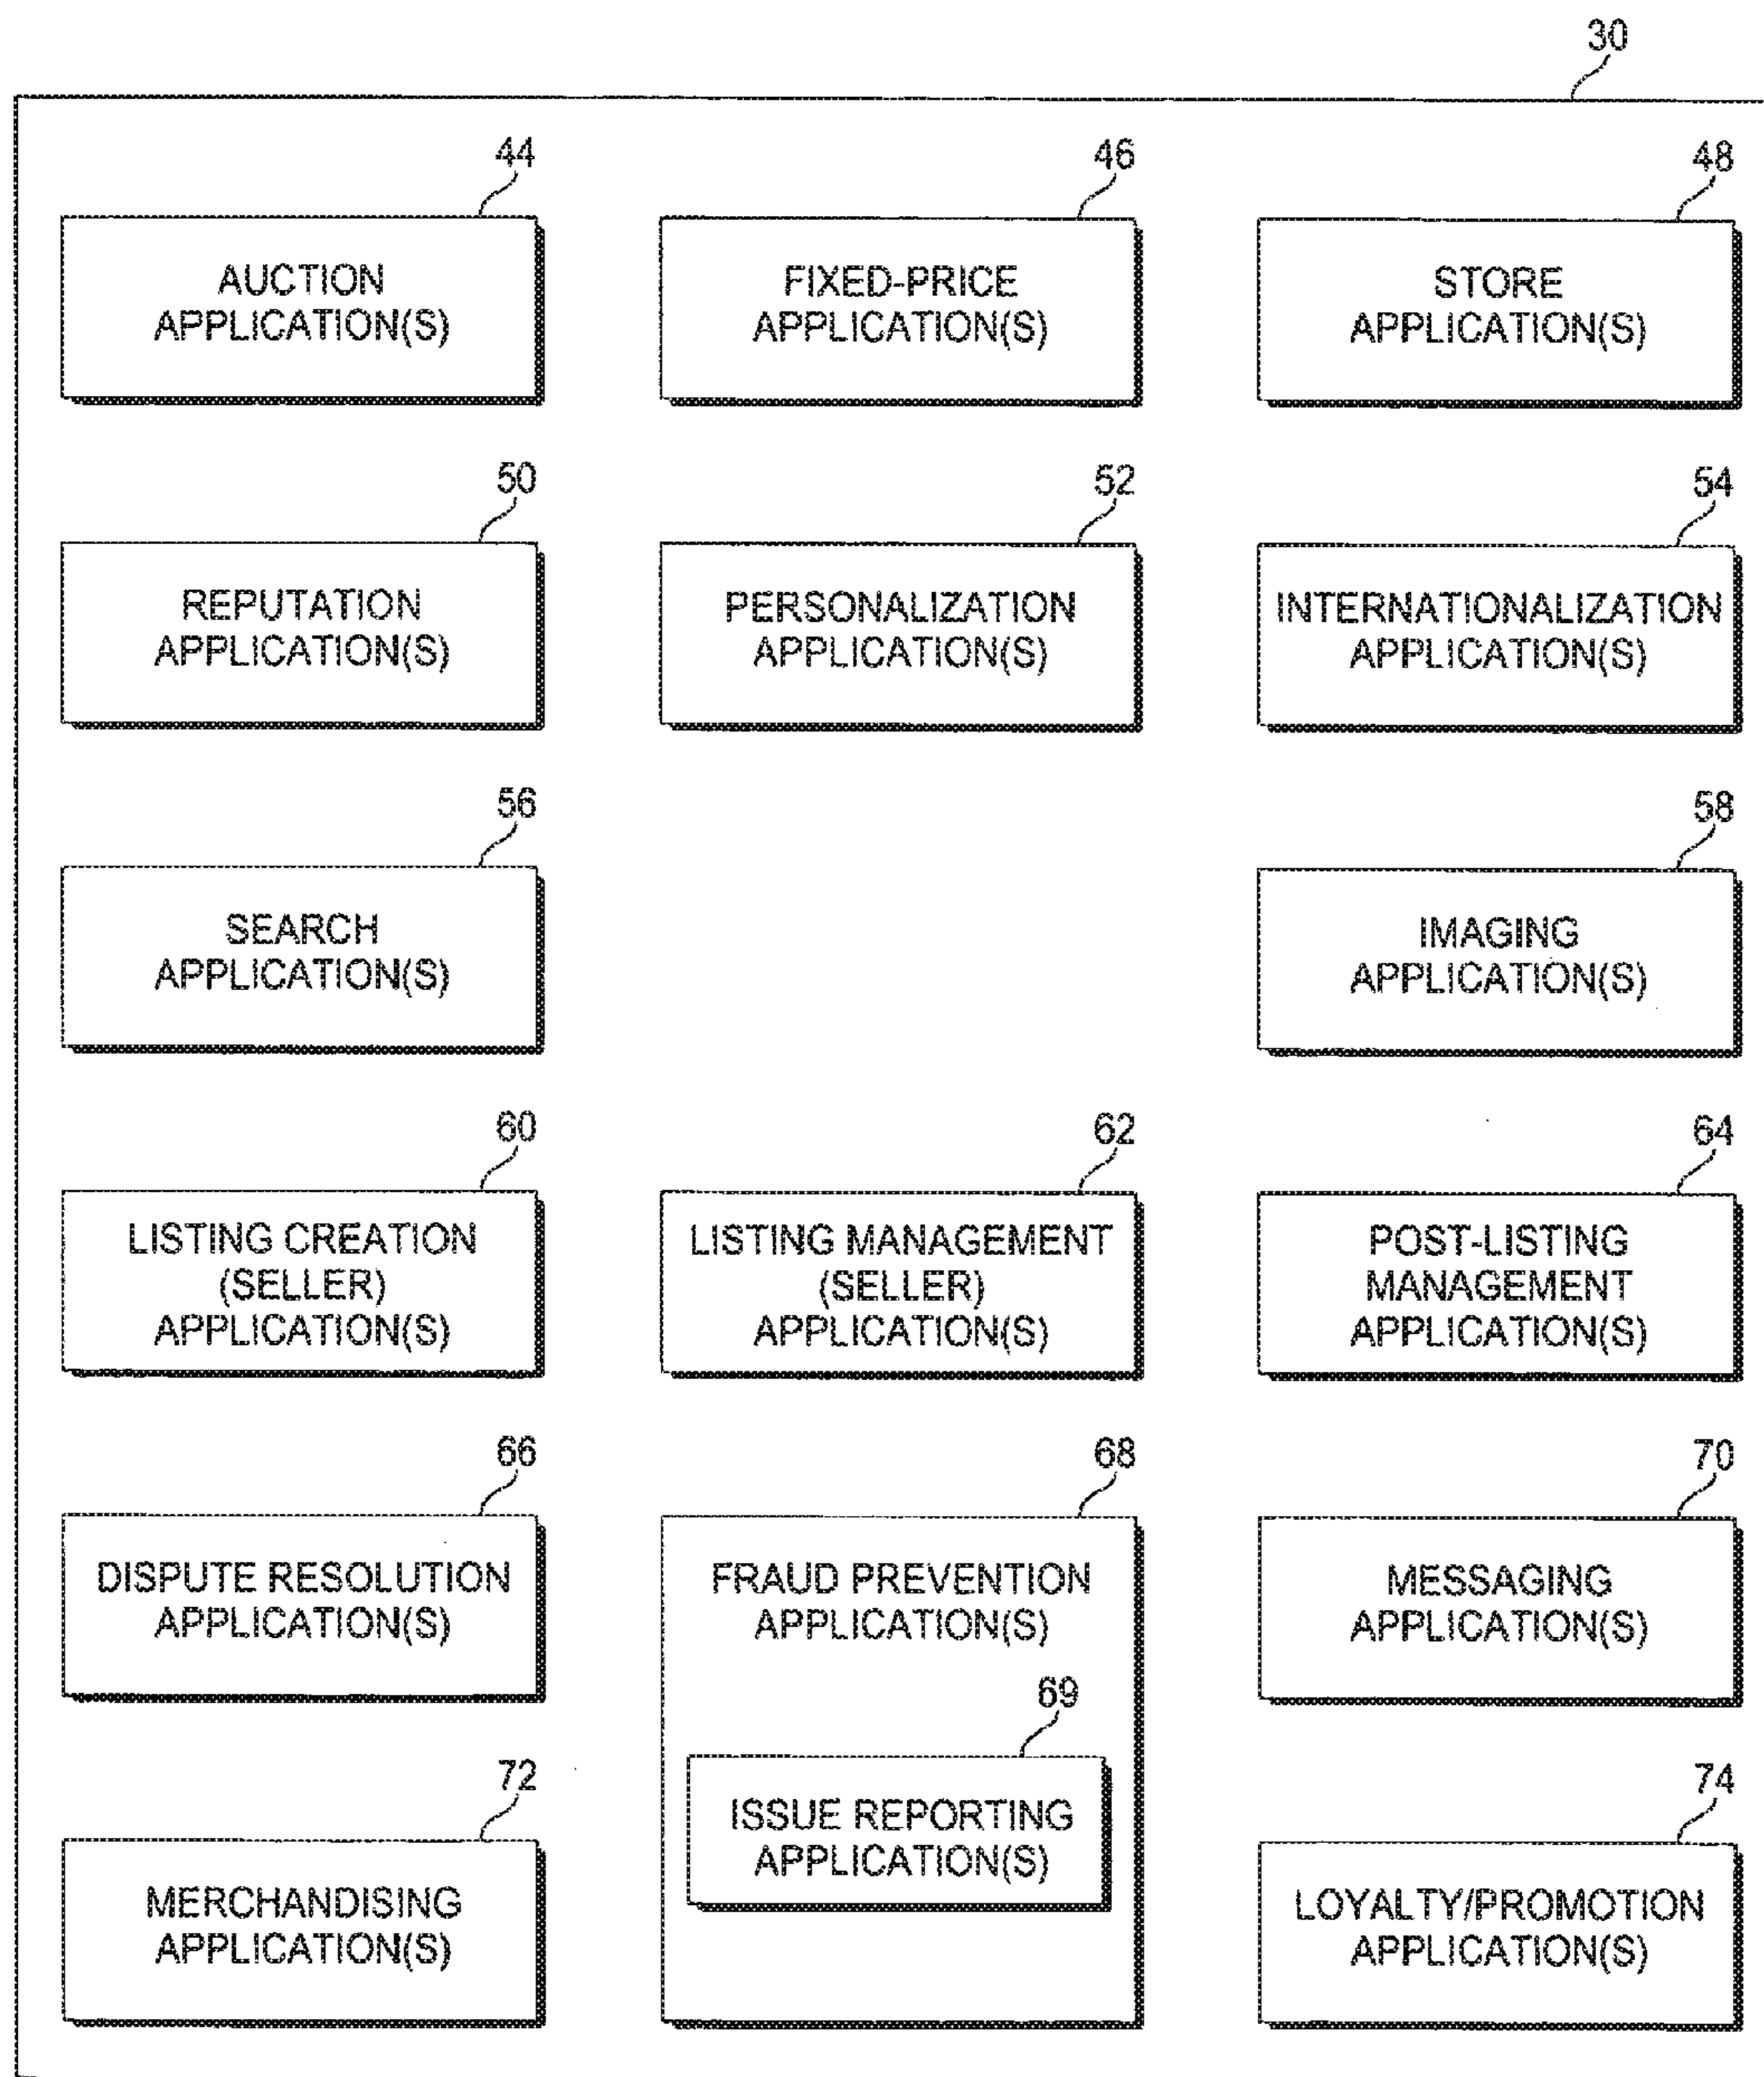 30
44
46
48
AUCTION
APPLICATION(S)
FIXED-PRICE
APPLICATION(S)
STORE
APPLICATION(S)
50
52
54
REPUTATION
APPLICATION(S)
PERSONALIZATION
APPLICATION(S)
INTERNATIONALIZATION
APPLICATION(S)
56
58
SEARCH
APPLICATION(S)
IMAGING
APPLICATION(S)
60
62
64
LISTING CREATION
(SELLER)
APPLICATION(S)
LISTING MANAGEMENT
(SELLER)
APPLICATION(S)
POST-LISTING
MANAGEMENT
APPLICATION(S)
66
68
70
DISPUTE RESOLUTION
APPLICATION(S)
FRAUD PREVENTION
APPLICATION(S)
MESSAGING
APPLICATION(S)
69
ISSUE REPORTING
APPLICATION(S)
72
74
MERCHANDISING
APPLICATION(S)
LOYALTY/PROMOTION
APPLICATION(S)